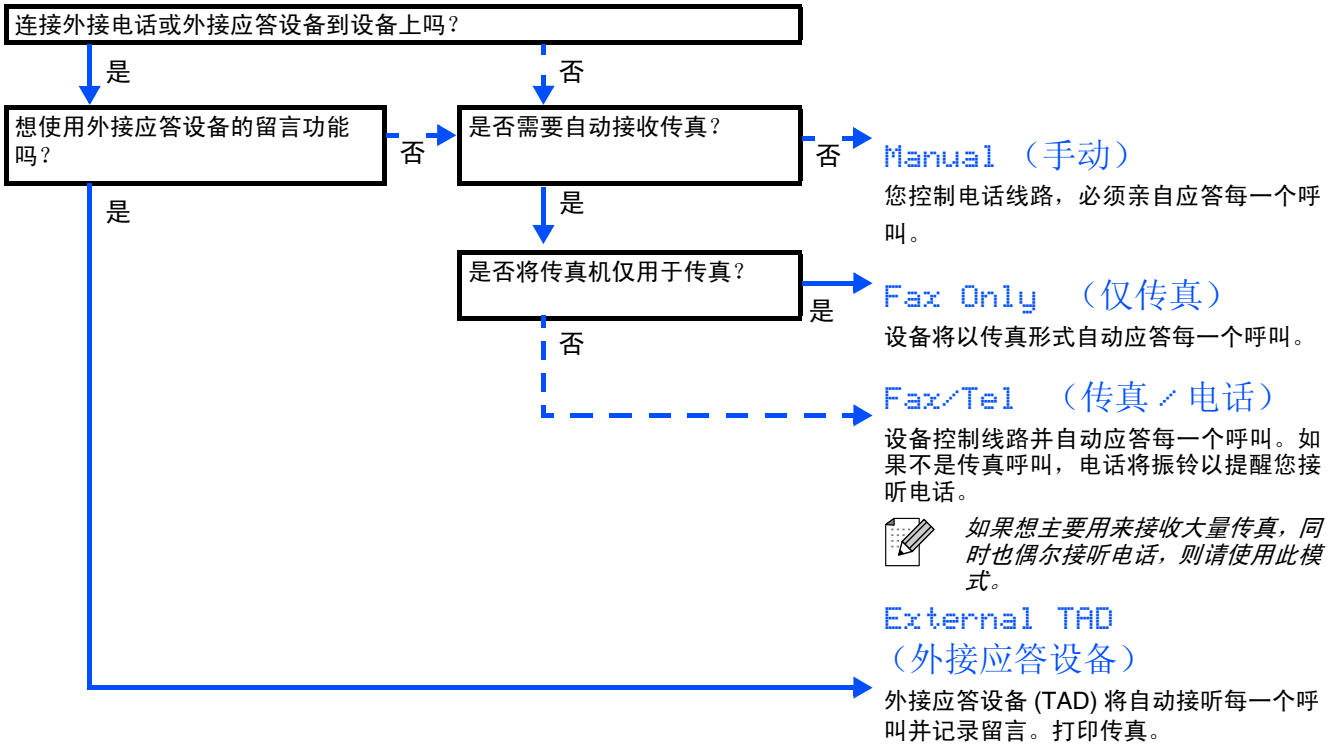 连接外接电话或外接应答设备到设备上吗？
是
否
想使用外接应答设备的留言功能
吗？
否
是否需要自动接收传真？
否
Manual （手动）
您控制电话线路，必须亲自应答每一个呼
叫。
是
是
是否将传真机仅用于传真？
是
Fax Only （仅传真）
设备将以传真形式自动应答每一个呼叫。
否
Fax/Tel （传真 / 电话）
设备控制线路并自动应答每一个呼叫。如
果不是传真呼叫，电话将振铃以提醒您接
听电话。
如果想主要用来接收大量传真，同
时也偶尔接听电话，则请使用此模
式。
External TAD
（外接应答设备）
外接应答设备 (TAD) 将自动接听每一个呼
叫并记录留言。打印传真。